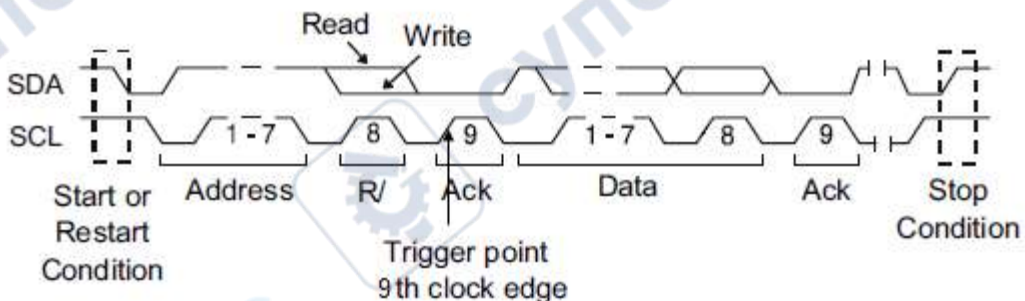 Read
Write
SDA
SCL
1 - 7
8
9
1 - 7
8
9
Address
R/
Ack
Data
Ack
Start or
Restart
Condition
Stop
Condition
Trigger point
9th clock edge